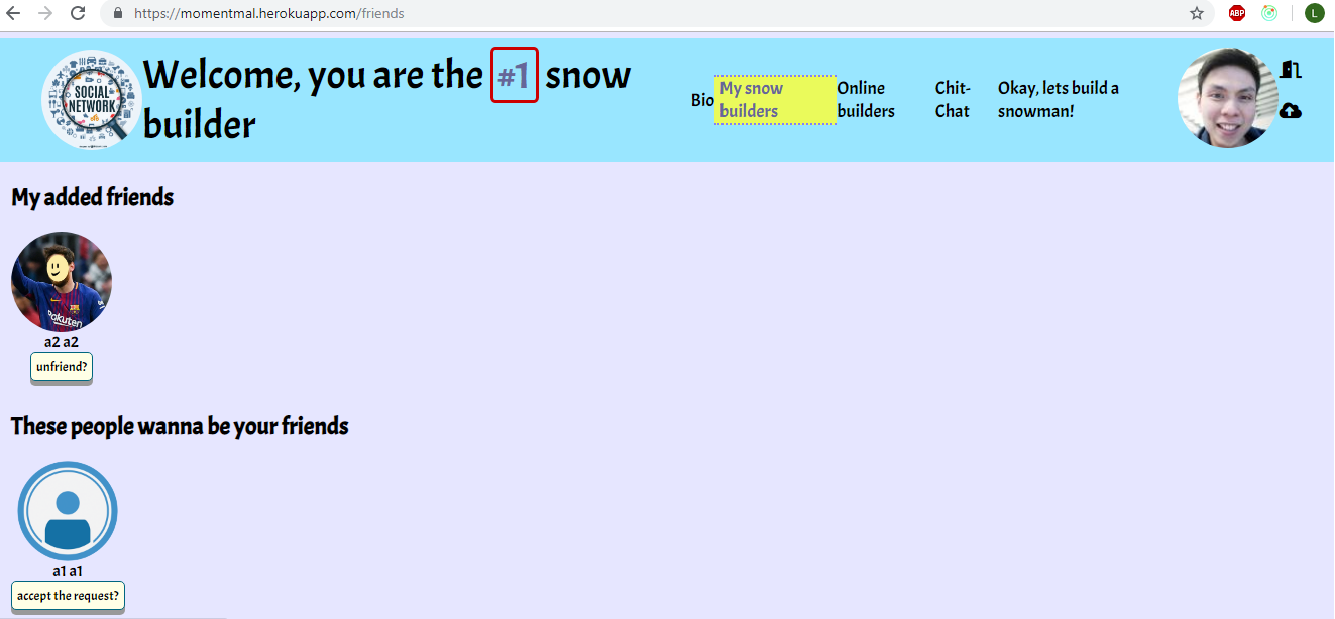 https://momentmal.herokuapp.com/friends
ABP
L
SOCIAL
NETWORK
Welcome, you are the #1 snow
builder
Bio
My snow
builders
Online
builders
Chit-
Chat
Okay, lets build a
snowman!
My added friends
Rakuten
a2 a2
unfriend?
These people wanna be your friends
a1 a1
accept the request?